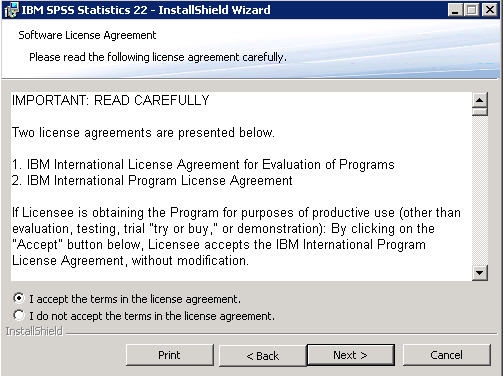 IBM SPSS Statistics 22 - InstallShield Wizard
Software License Agreement
Please read the following license agreement carefully.
IMPORTANT: READ CAREFULLY
Two license agreements are presented below.
1. IBM International License Agreement for Evaluation of Programs
2. IBM International Program License Agreement
If Licensee is obtaining the Program for purposes of productive use (other than
evaluation, testing, trial "try or buy," or demonstration): By clicking on the
"Accept" button below, Licensee accepts the IBM International Program
License Agreement, without modification.
I accept the terms in the license agreement.
I do not accept the terms in the license agreement.
InstallShield
Print
< Back
Next >
Cancel